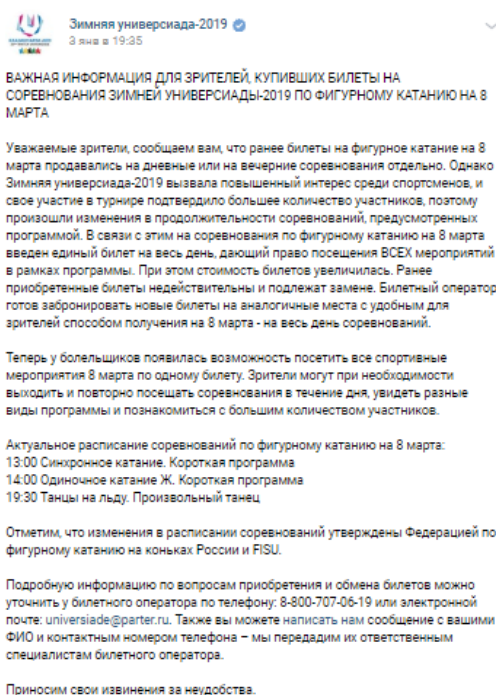 Зимняя универсиада-2019
3 янв в 19:35
ВАЖНАЯ ИНФОРМАЦИЯ ДЛЯ ЗРИТЕЛЕЙ, КУПИВШИХ БИЛЕТЫ НА
СОРЕВНОВАНИЯ ЗИМНЕЙ УНИВЕРСИАДЫ-2019 ПО ФИГУРНОМУ КАТАНИЮ НА 8
МАРТА
Уважаемые зрители, сообщаем вам, что ранее билеты на фигурное катание на 8
марта продавались на дневные или на вечерние соревнования отдельно. Однако
Зимняя универсиада-2019 вызвала повышенный интерес среди спортсменов, и
свое участие в турнире подтвердило большее количество участников, поэтому
произошли изменения в продолжительности соревнований, предусмотренных
программой. В связи с этим на соревнования по фигурному катанию на 8 марта
введен единый билет на весь день, дающий право посещения ВСЕХ мероприятий
в рамках программы. При этом стоимость билетов увеличилась. Ранее
приобретенные билеты недействительны и подлежат замене. Билетный оператор
готов забронировать новые билеты на аналогичные места с удобным для
зрителей способом получения на 8 марта - на весь день соревнований.
Теперь у болельщиков появилась возможность посетить все спортивные
мероприятия 8 марта по одному билету. Зрители могут при необходимости
выходить и повторно посещать соревнования в течение дня, увидеть разные
виды программы и познакомиться с большим количеством участников.
Актуальное расписание соревнований по фигурному катанию на 8 марта:
13:00 Синхронное катание. Короткая программа
14:00 Одиночное катание Ж. Короткая программа
19:30 Танцы на льду. Произвольный танец
Отметим, что изменения в расписании соревнований утверждены Федерацией по
фигурному катанию на коньках России и FISU.
Подробную информацию по вопросам приобретения и обмена билетов можно
уточнить у билетного оператора по телефону: 8-800-707-06-19 или электронной
почте: universiade@parter.ru. Также вы можете написать нам сообщение с вашими
ФИО и контактным номером телефона – мы передадим их ответственным
специалистам билетного оператора.
Приносим свои извинения за неудобства.